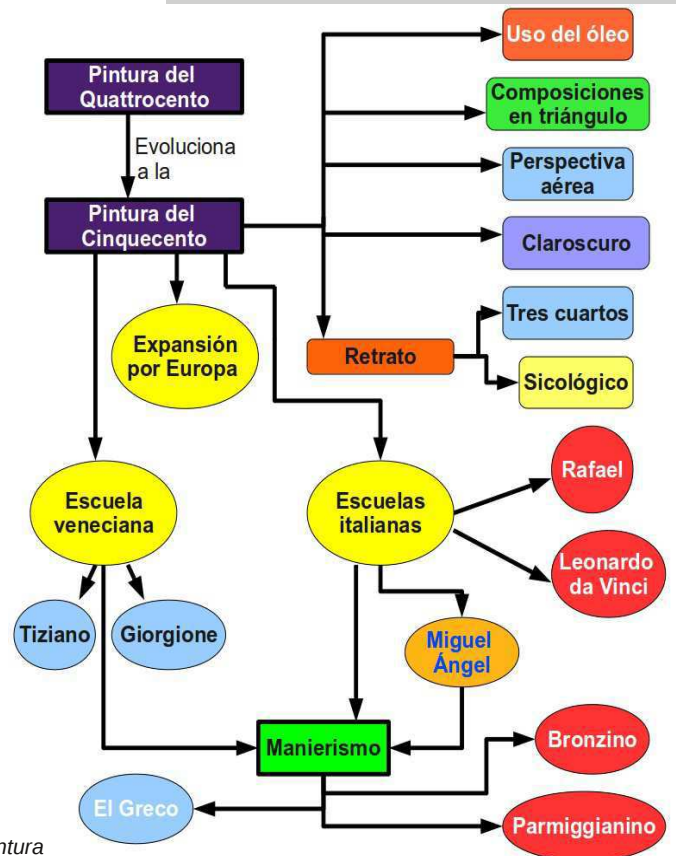 Uso del óleo
Pintura del
Quattrocento
Composiciones
en triángulo
Evoluciona
a la
Perspectiva
aérea
Pintura del
Cinquecento
Claroscuro
Tres cuartos
Expansión
por Europa
Retrato
Sicológico
Escuela
veneciana
Escuelas
italianas
Rafael
Leonardo
da Vinci
Tiziano
Giorgione
Miguel
Ángel
Manierismo
Bronzino
El Greco
Parmiggianino